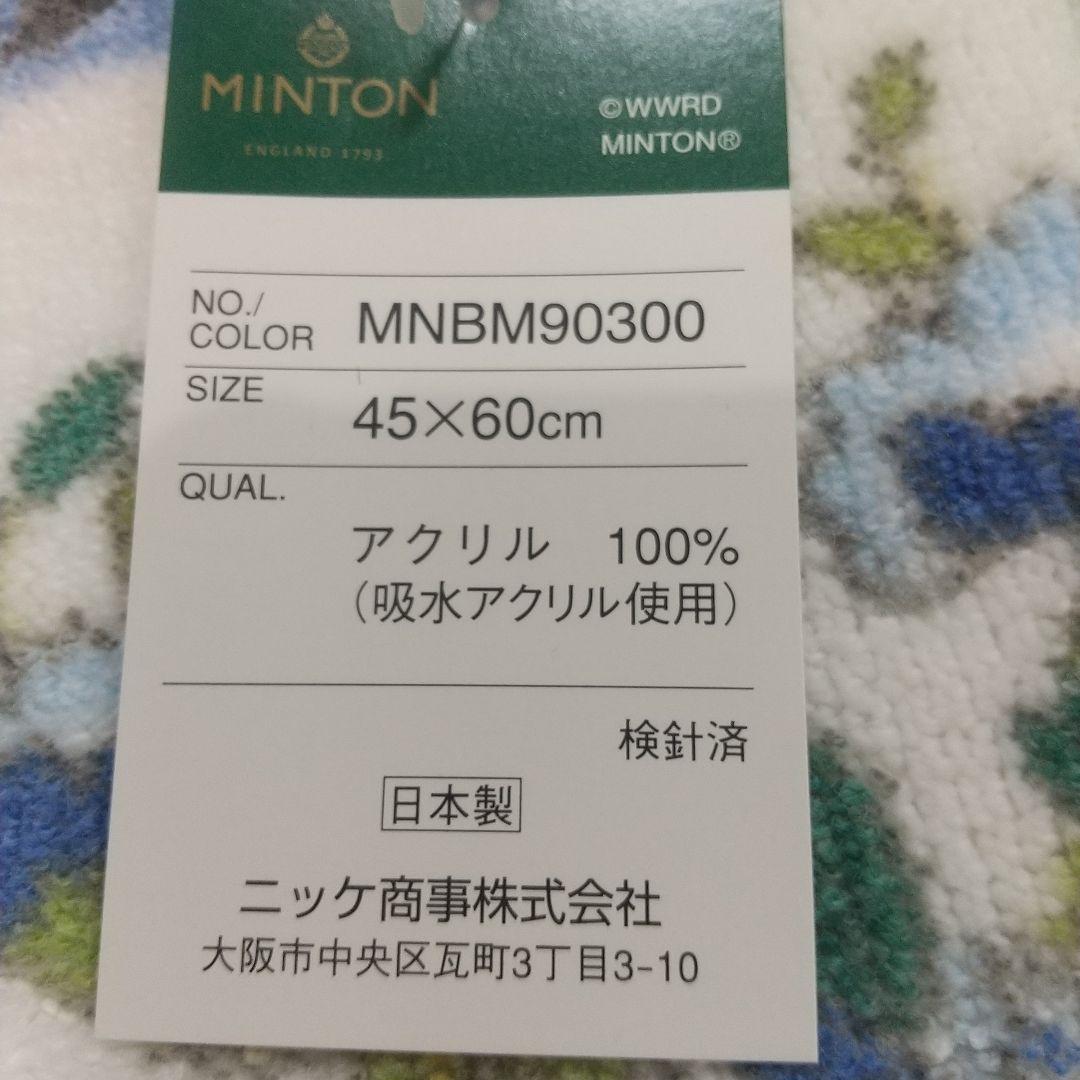 MINTON
ENGLAND 1793
©WWRD
MINTON®
NO./
COLOR
MNBM90300
SIZE
45×60cm
QUAL.
アクリル 100%
(吸水アクリル使用)
検針済
日本製
ニッケ商事株式会社
大阪市中央区瓦町3丁目3-10